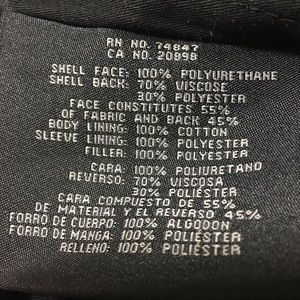 RN NO. 74847
CA NO. 20898
SHELL FACE: 100% POLYURETHANE
SHELL BACK: 70% VISCOSE
30% POLYESTER
FACE CONSTITUTES 55%
OF FABRIC AND BACK 45%
BODY LINING: 100% COTTON
SLEEVE LINING: 100% POLYESTER
FILLER: 100% POLYESTER
CARA: 100% POLIURETANO
REVERSO: 70% VISCOSA
30% POLIÉSTER
CARA COMPUESTO DE 55%
DE MATERIAL Y EL REVERSO 45%
FORRO DE CUERPO: 100% ALGODON
FORRO DE MANGA: 100% POLIÉSTER
RELLENO: 100% POLIÉSTER